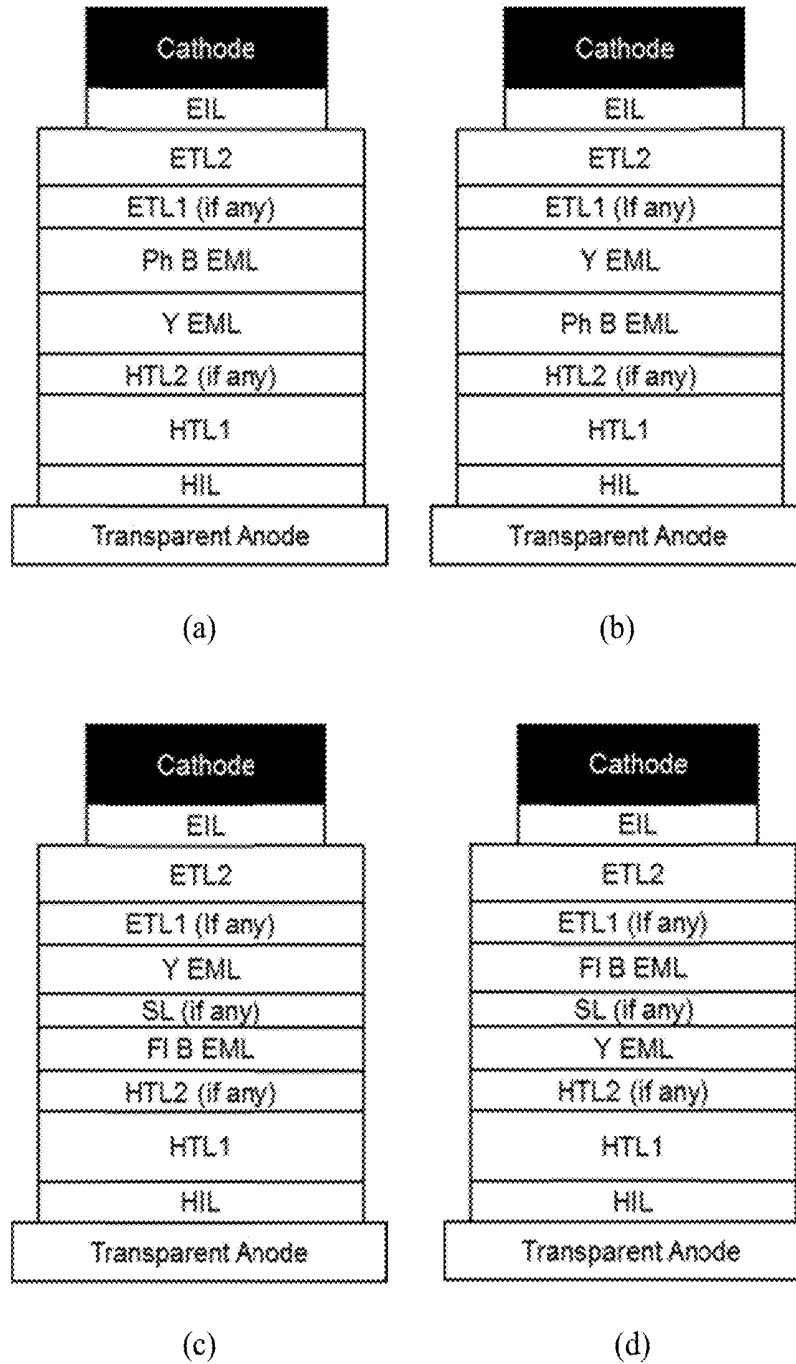 Cathode
EIL
ETL2
ETL1 (if any)
Ph B EML
Y EML
HTL2 (if any)
HTL1
HIL
Transparent Anode
(a)
Cathode
EIL
ETL2
ETL1 (If any)
Y EML
Ph B EML
HTL2 (if any)
HTL1
HIL
Transparent Anode
(b)
Cathode
EIL
ETL2
ETL1 (If any)
Y EML
SL (if any)
Fl B EML
HTL2 (if any)
HTL1
HIL
Transparent Anode
(c)
Cathode
EIL
ETL2
ETL1 (If any)
Fl B EML
SL (if any)
Y EML
HTL2 (if any)
HTL1
HIL
Transparent Anode
(d)